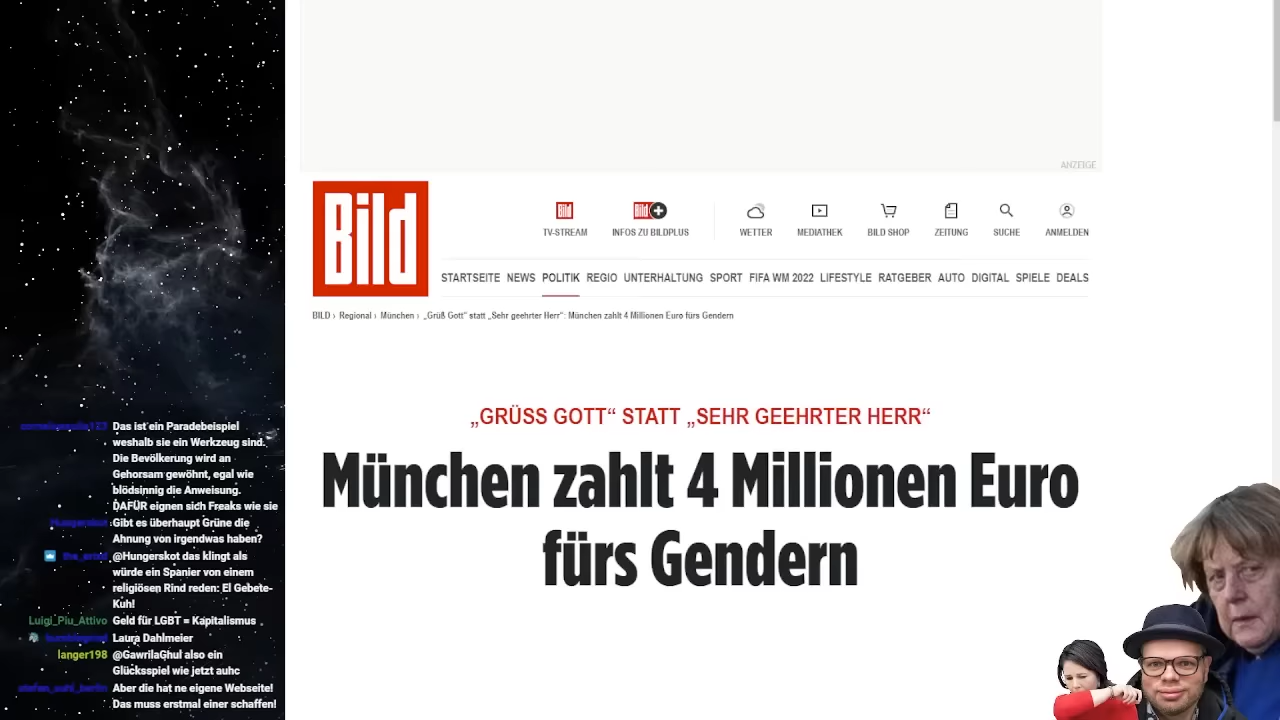 ANZEIGE
Bild
TV-STREAM
INFOS ZU BILDPLUS
WETTER
MEDIATHEK
BILD SHOP
ZEITUNG
SUCHE
ANMELDEN
STARTSEITE NEWS POLITIK REGIO UNTERHALTUNG SPORT FIFA WM 2022 LIFESTYLE RATGEBER AUTO DIGITAL SPIELE DEALS
BILD › Regional › München › „Grüß Gott“ statt „Sehr geehrter Herr“: München zahlt 4 Millionen Euro fürs Gendern
„GRÜSS GOTT“ STATT „SEHR GEEHRTER HERR“
München zahlt 4 Millionen Euro
fürs Gendern
Das ist ein Paradebeispiel
weshalb sie ein Werkzeug sind.
Die Bevölkerung wird an
Gehorsam gewöhnt, egal wie
blödsinnig die Anweisung.
DAFÜR eignen sich Freaks wie sie
Gibt es überhaupt Grüne die
Ahnung von irgendwas haben?
@Hungerskot das klingt als
würde ein Spanier von einem
religiösen Rind reden: El Gebete-
Kuh!
Luigi_Piu_Attivo Geld für LGBT = Kapitalismus
Laura Dahlmeier
langer198 @GawrilaGhul also ein
Glücksspiel wie jetzt auhc
Aber die hat ne eigene Webseite!
Das muss erstmal einer schaffen!